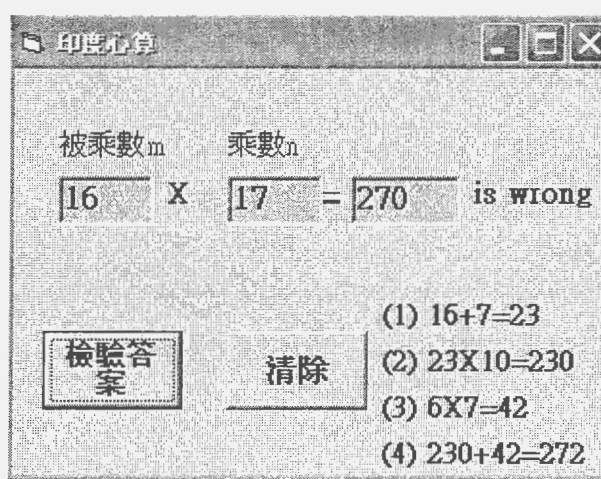 印度心算
被乘數m 乘數n
16 X 17 = 270 is wrong
(1) 16+7=23
檢驗答案 清除 (2) 23X10=230
(3) 6X7=42
(4) 230+42=272